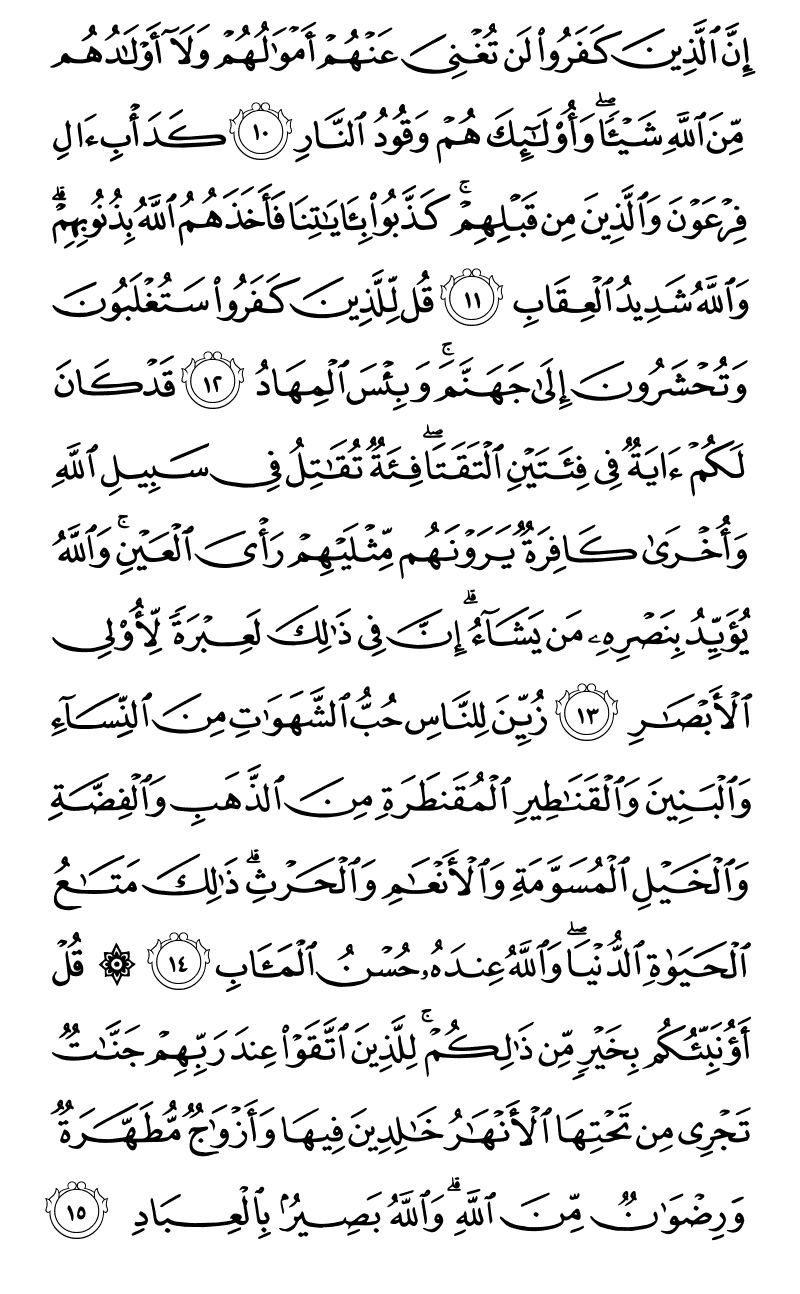 إِنَّ ٱلَّذِينَ كَفَرُوا۟ لَن تُغْنِىَ عَنْهُمْ أَمْوَٰلُهُمْ وَلَآ أَوْلَٰدُهُم
مِّنَ ٱللَّهِ شَيْـًٔا ۖ وَأُو۟لَٰٓئِكَ هُمْ وَقُودُ ٱلنَّارِ ١٠ كَدَأْبِ ءَالِ
فِرْعَوْنَ وَٱلَّذِينَ مِن قَبْلِهِمْ ۚ كَذَّبُوا۟ بِـَٔايَٰتِنَا فَأَخَذَهُمُ ٱللَّهُ بِذُنُوبِهِمْ ۗ
وَٱللَّهُ شَدِيدُ ٱلْعِقَابِ ١١ قُل لِّلَّذِينَ كَفَرُوا۟ سَتُغْلَبُونَ
وَتُحْشَرُونَ إِلَىٰ جَهَنَّمَ ۚ وَبِئْسَ ٱلْمِهَادُ ١٢ قَدْ كَانَ
لَكُمْ ءَايَةٌ فِى فِئَتَيْنِ ٱلْتَقَتَا ۖ فِئَةٌ تُقَٰتِلُ فِى سَبِيلِ ٱللَّهِ
وَأُخْرَىٰ كَافِرَةٌ يَرَوْنَهُم مِّثْلَيْهِمْ رَأْىَ ٱلْعَيْنِ ۚ وَٱللَّهُ
يُؤَيِّدُ بِنَصْرِهِۦ مَن يَشَآءُ ۗ إِنَّ فِى ذَٰلِكَ لَعِبْرَةً لِّأُو۟لِى
ٱلْأَبْصَٰرِ ١٣ زُيِّنَ لِلنَّاسِ حُبُّ ٱلشَّهَوَٰتِ مِنَ ٱلنِّسَآءِ
وَٱلْبَنِينَ وَٱلْقَنَٰطِيرِ ٱلْمُقَنطَرَةِ مِنَ ٱلذَّهَبِ وَٱلْفِضَّةِ
وَٱلْخَيْلِ ٱلْمُسَوَّمَةِ وَٱلْأَنْعَٰمِ وَٱلْحَرْثِ ۗ ذَٰلِكَ مَتَٰعُ
ٱلْحَيَوٰةِ ٱلدُّنْيَا ۖ وَٱللَّهُ عِندَهُۥ حُسْنُ ٱلْمَـَٔابِ ١٤ ۞ قُلْ
أَؤُنَبِّئُكُم بِخَيْرٍ مِّن ذَٰلِكُمْ ۚ لِلَّذِينَ ٱتَّقَوْا۟ عِندَ رَبِّهِمْ جَنَّٰتٌ
تَجْرِى مِن تَحْتِهَا ٱلْأَنْهَٰرُ خَٰلِدِينَ فِيهَا وَأَزْوَٰجٌ مُّطَهَّرَةٌ
وَرِضْوَٰنٌ مِّنَ ٱللَّهِ ۗ وَٱللَّهُ بَصِيرٌۢ بِٱلْعِبَادِ ١٥